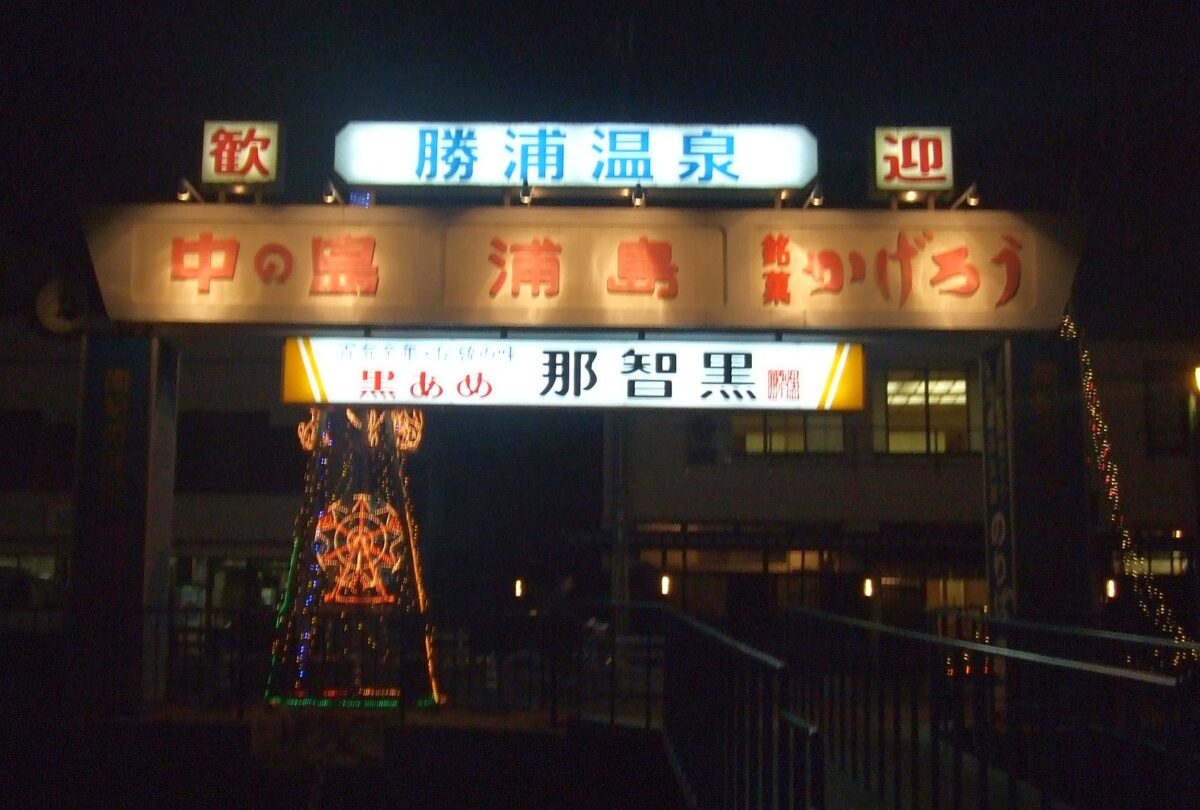 歓 勝浦温泉 迎
中の島 浦島 銘菓 かげろう
黒あめ 那智黒